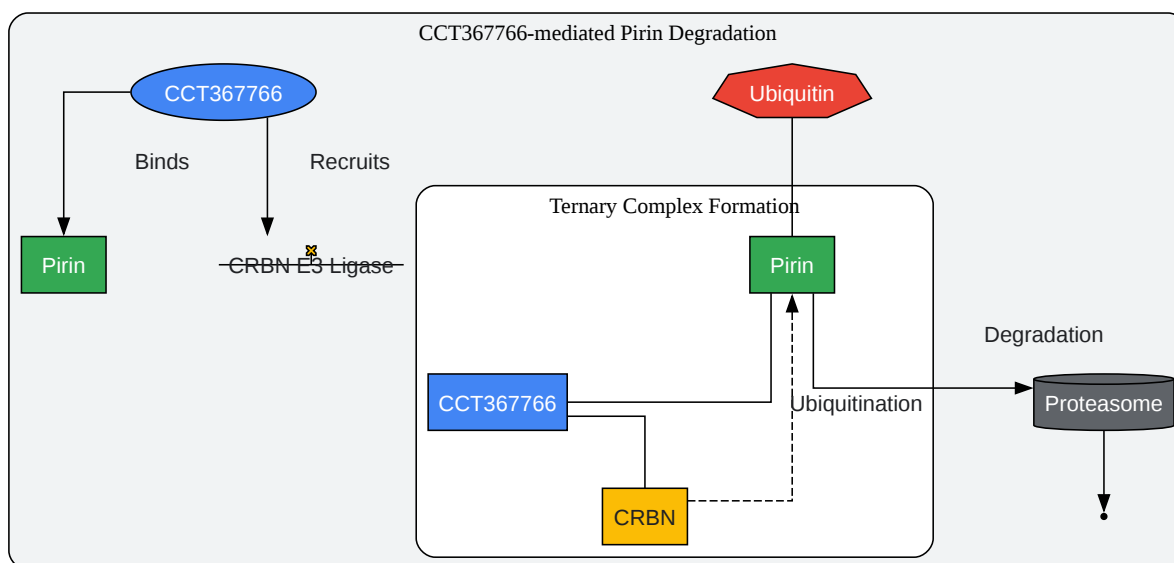 CCT367766-mediated Pirin Degradation
CCT367766
Ubiquitin
Binds
Recruits
Ternary Complex Formation
Pirin
CRBN E3 Ligase
Pirin
Degradation
CCT367766
Ubiquitination
Proteasome
CRBN